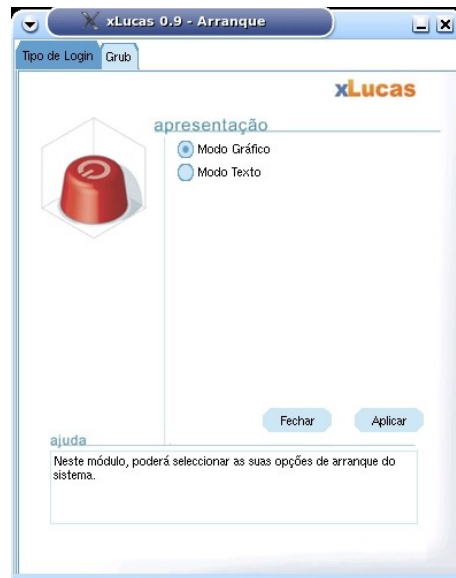 xLucas 0.9 - Arranque
Tipo de Login Grub
xLucas
apresentação
Modo Gráfico
Modo Texto
Fechar Aplicar
ajuda
Neste módulo, poderá seleccionar as suas opções de arranque do
sistema.